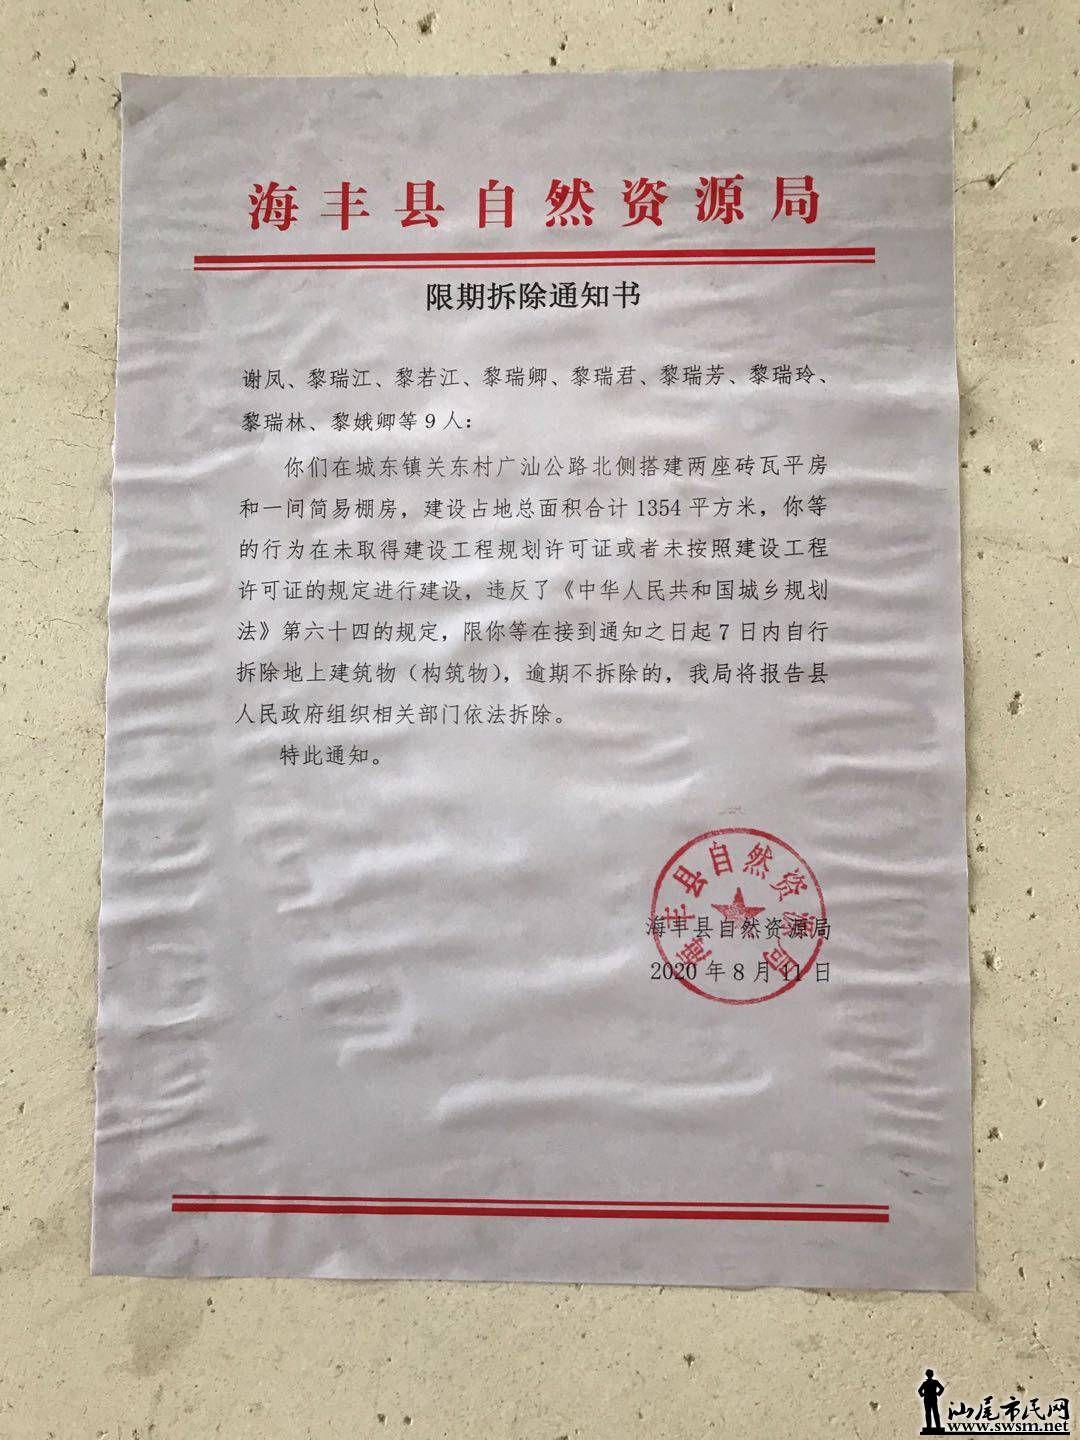 海丰县自然资源局
限期拆除通知书
谢凤、黎瑞江、黎若江、黎瑞卿、黎瑞君、黎瑞芳、黎瑞玲、
黎瑞林、黎娥卿等9人：
你们在城东镇关东村广汕公路北侧搭建两座砖瓦平房
和一间简易棚房，建设占地总面积合计1354平方米，你等
的行为在未取得建设工程规划许可证或者未按照建设工程
许可证的规定进行建设，违反了《中华人民共和国城乡规划
法》第六十四的规定，限你等在接到通知之日起7日内自行
拆除地上建筑物（构筑物），逾期不拆除的，我局将报告县
人民政府组织相关部门依法拆除。
特此通知。
海丰县自然资源局
海丰县自然资源局
2020年8月11日
汕尾市民网
www.swsm.net